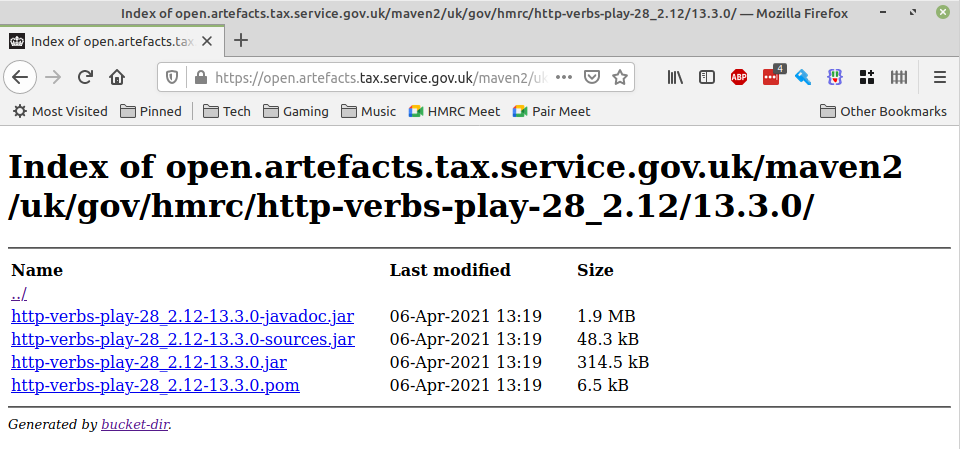 Index of open.artefacts.tax.service.gov.uk/maven2/uk/gov/hmrc/http-verbs-play-28_2.12/13.3.0/ — Mozilla Firefox
Index of open.artefacts.tax
https://open.artefacts.tax.service.gov.uk/maven2/uk
ABP
4
Most Visited Pinned Tech Gaming Music HMRC Meet Pair Meet Other Bookmarks
Index of open.artefacts.tax.service.gov.uk/maven2
/uk/gov/hmrc/http-verbs-play-28_2.12/13.3.0/
Name Last modified Size
../
http-verbs-play-28_2.12-13.3.0-javadoc.jar 06-Apr-2021 13:19 1.9 MB
http-verbs-play-28_2.12-13.3.0-sources.jar 06-Apr-2021 13:19 48.3 kB
http-verbs-play-28_2.12-13.3.0.jar 06-Apr-2021 13:19 314.5 kB
http-verbs-play-28_2.12-13.3.0.pom 06-Apr-2021 13:19 6.5 kB
Generated by bucket-dir.